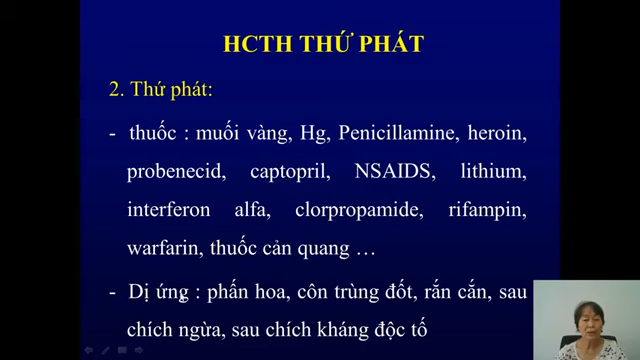 HCTH THỨ PHÁT
2. Thứ phát:
- thuốc : muối vàng, Hg, Penicillamine, heroin,
probenecid, captopril, NSAIDS, lithium,
interferon alfa, clorpropamide, rifampin,
warfarin, thuốc cản quang …
- Dị ứng : phấn hoa, côn trùng đốt, rắn cắn, sau
chích ngừa, sau chích kháng độc tố